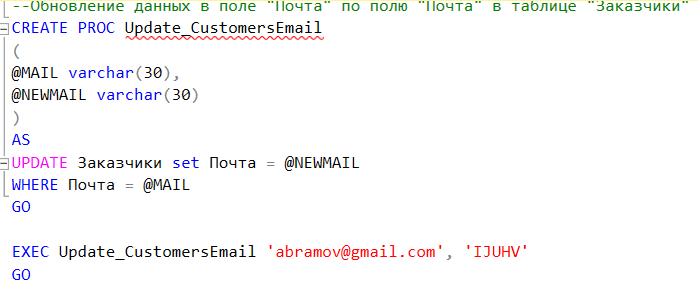 --Обновление данных в поле "Почта" по полю "Почта" в таблице "Заказчики"
CREATE PROC Update_CustomersEmail
(
@MAIL varchar(30),
@NEWMAIL varchar(30)
)
AS
UPDATE Заказчики set Почта = @NEWMAIL
WHERE Почта = @MAIL
GO
EXEC Update_CustomersEmail 'abramov@gmail.com', 'IJUHV'
GO